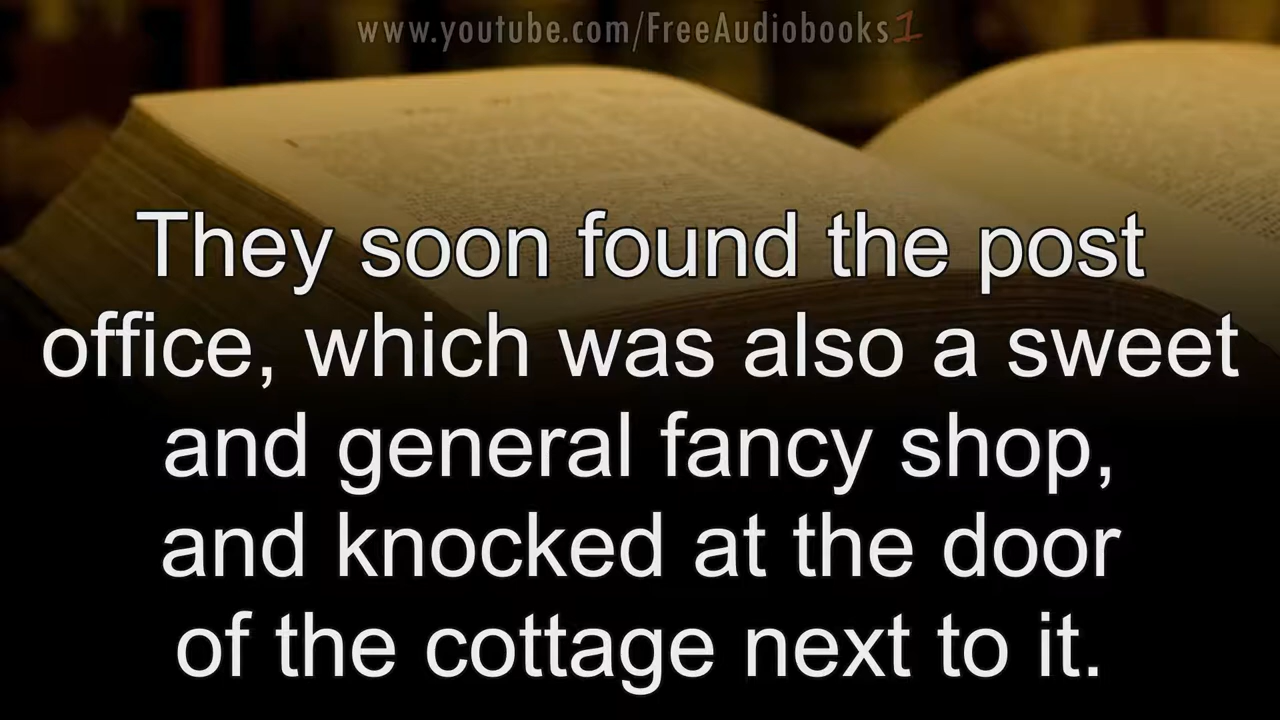 www.youtube.com/FreeAudiobooks1
They soon found the post
office, which was also a sweet
and general fancy shop,
and knocked at the door
of the cottage next to it.